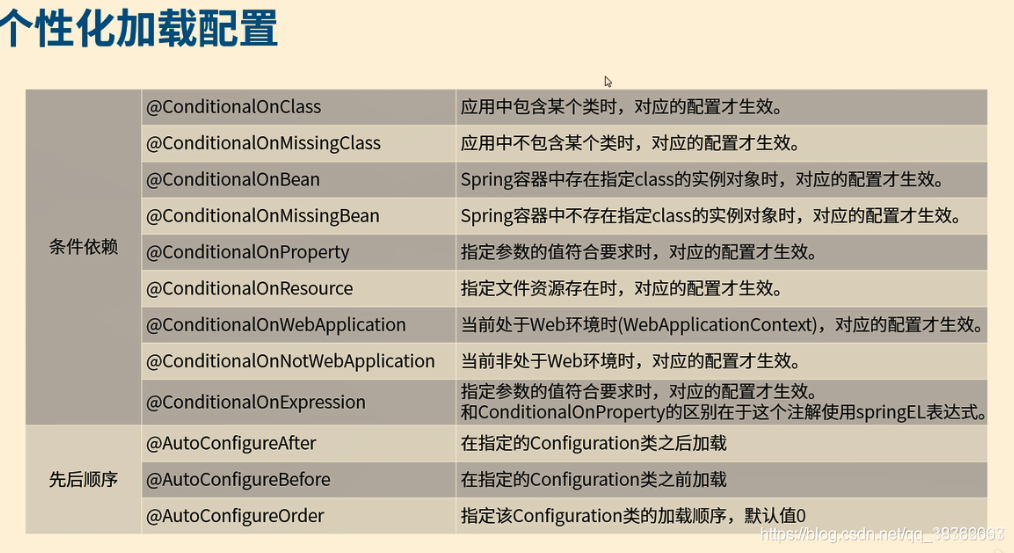 个性化加载配置
条件依赖
@ConditionalOnClass 应用中包含某个类时，对应的配置才生效。
@ConditionalOnMissingClass 应用中不包含某个类时，对应的配置才生效。
@ConditionalOnBean Spring容器中存在指定class的实例对象时，对应的配置才生效。
@ConditionalOnMissingBean Spring容器中不存在指定class的实例对象时，对应的配置才生效。
@ConditionalOnProperty 指定参数的值符合要求时，对应的配置才生效。
@ConditionalOnResource 指定文件资源存在时，对应的配置才生效。
@ConditionalOnWebApplication 当前处于Web环境时(WebApplicationContext)，对应的配置才生效。
@ConditionalOnNotWebApplication 当前非处于Web环境时，对应的配置才生效。
@ConditionalOnExpression 指定参数的值符合要求时，对应的配置才生效。
和ConditionalOnProperty的区别在于这个注解使用springEL表达式。
先后顺序
@AutoConfigureAfter 在指定的Configuration类之后加载
@AutoConfigureBefore 在指定的Configuration类之前加载
@AutoConfigureOrder 指定该Configuration类的加载顺序，默认值0